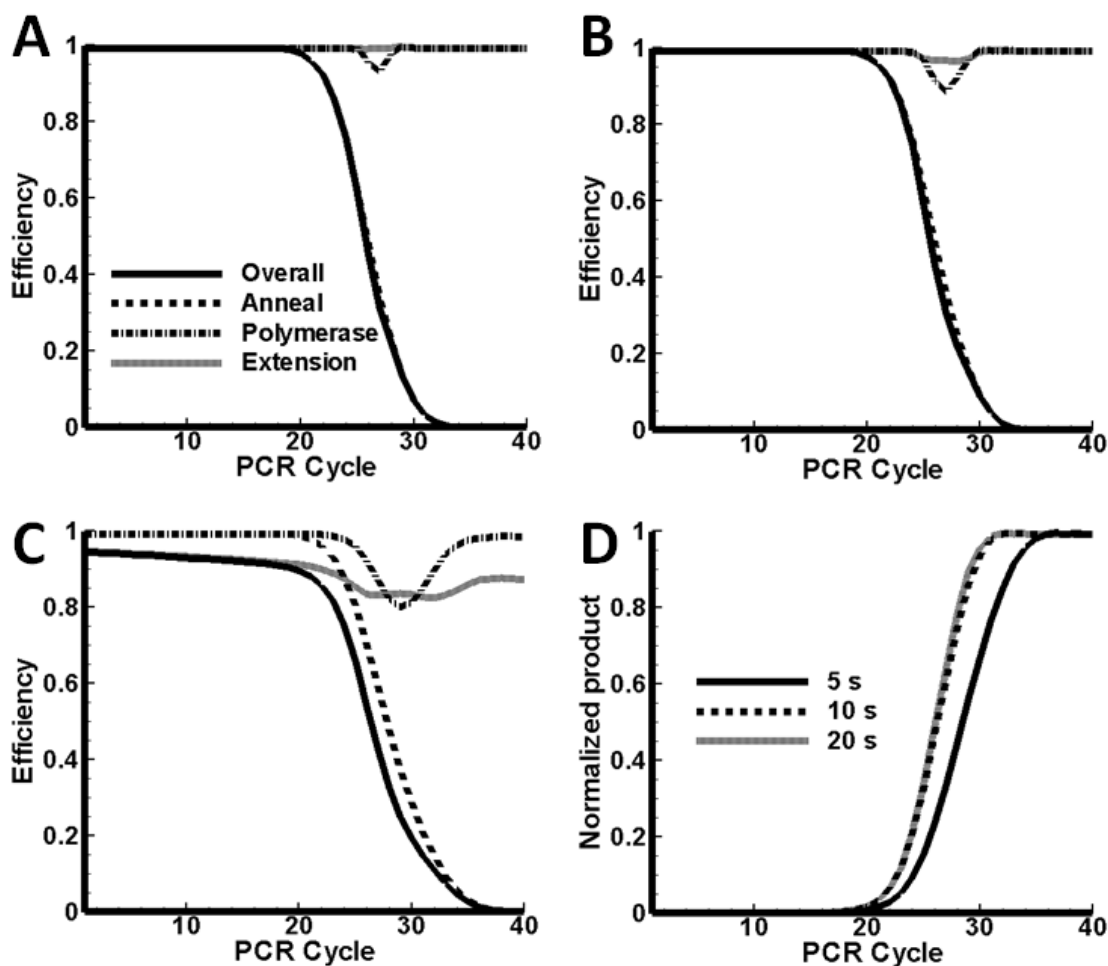 A
1
0.8
0.6
0.4
0.2
0
Efficiency
Overall
Anneal
Polymerase
Extension
10 20 30 40
PCR Cycle
B
1
0.8
0.6
0.4
0.2
0
Efficiency
10 20 30 40
PCR Cycle
C
1
0.8
0.6
0.4
0.2
0
Efficiency
10 20 30 40
PCR Cycle
D
1
0.8
0.6
0.4
0.2
0
Normalized product
5 s
10 s
20 s
10 20 30 40
PCR Cycle